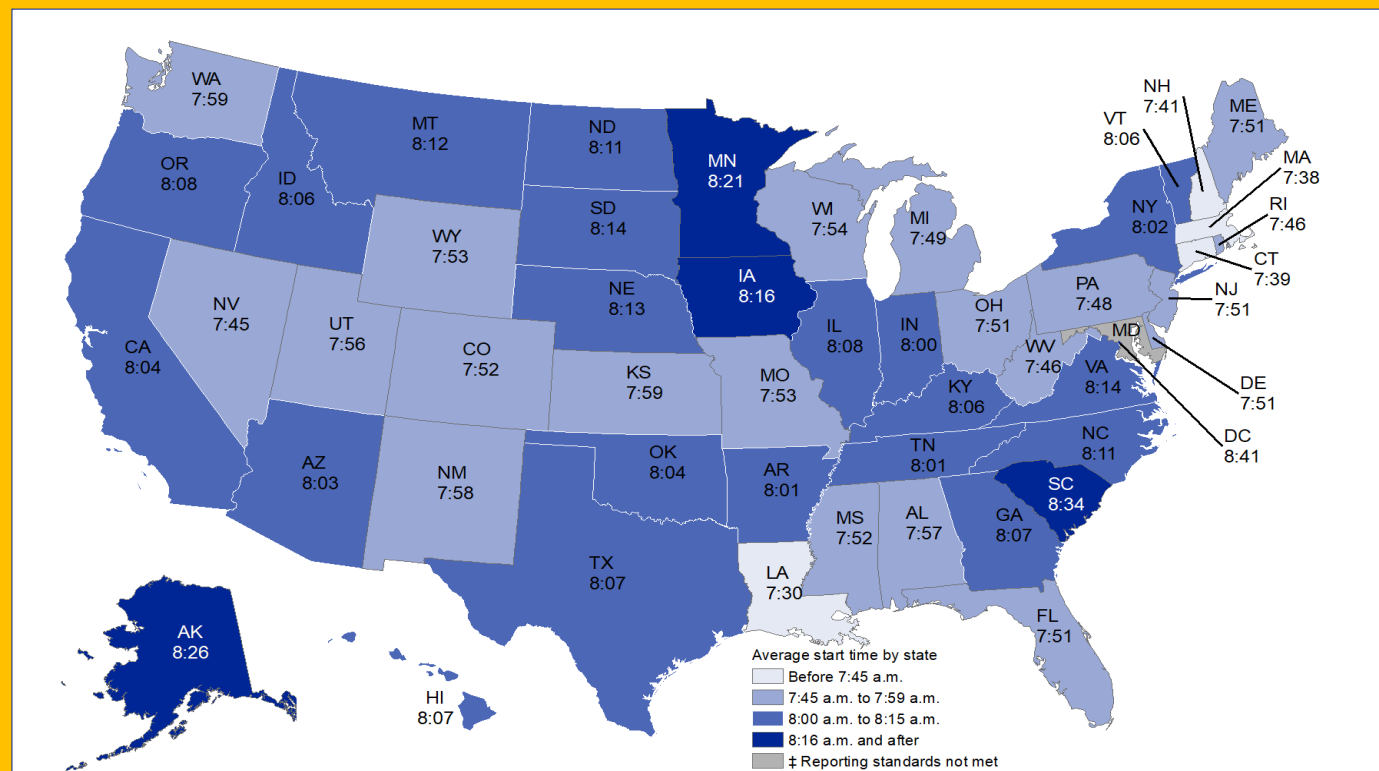 WA
7:59
OR
08:08
ID
8:06
MT
8:12
ND
8:11
MN
8:21
SD
8:14
WY
7:53
NE
8:13
IA
8:16
WI
7:54
MI
7:49
NV
7:45
UT
7:56
CO
7:52
CA
8:04
AZ
8:03
NM
7:58
KS
7:59
MO
7:53
OK
8:04
AR
8:01
TX
8:07
LA
7:30
IL
8:08
IN
8:00
OH
7:51
KY
8:06
TN
8:01
MS
7:52
AL
7:57
GA
8:07
FL
7:51
SC
8:34
NC
8:11
VA
8:14
WV
7:46
PA
7:48
NY
8:02
VT
8:06
NH
7:41
ME
7:51
MA
7:38
RI
7:46
CT
7:39
NJ
7:51
MD
DE
7:51
DC
8:41
AK
8:26
HI
8:07
Average start time by state
Before 7:45 a.m.
7:45 a.m. to 7:59 a.m.
8:00 a.m. to 8:15 a.m.
8:16 a.m. and after
‡ Reporting standards not met